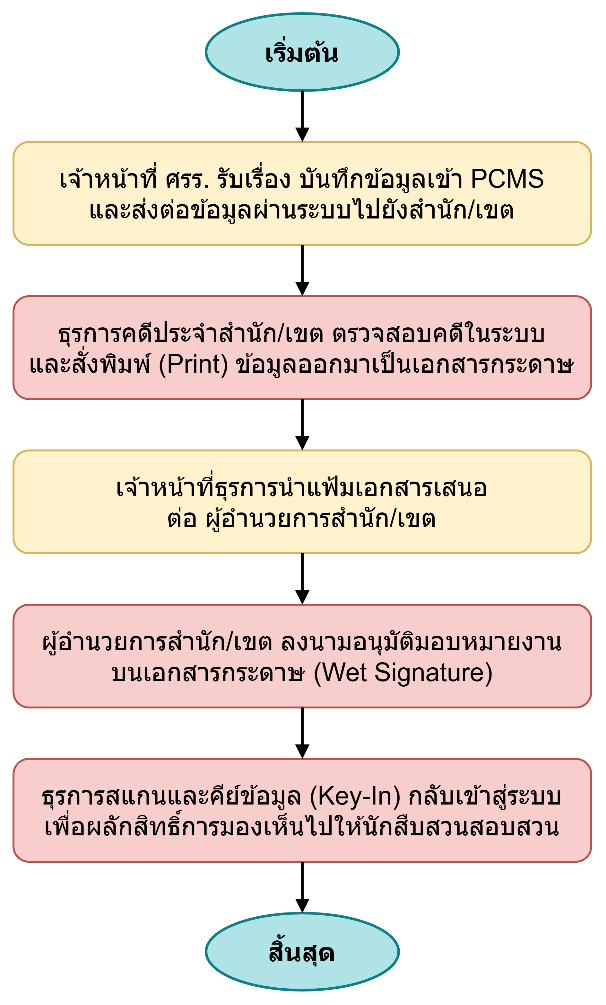 เริ่มต้น
เจ้าหน้าที่ ศรร. รับเรื่อง บันทึกข้อมูลเข้า PCMS
และส่งต่อข้อมูลผ่านระบบไปยังสำนัก/เขต
ธุรการคดีประจำสำนัก/เขต ตรวจสอบคดีในระบบ
และสั่งพิมพ์ (Print) ข้อมูลออกมาเป็นเอกสารกระดาษ
เจ้าหน้าที่ธุรการนำแฟ้มเอกสารเสนอ
ต่อ ผู้อำนวยการสำนัก/เขต
ผู้อำนวยการสำนัก/เขต ลงนามอนุมัติมอบหมายงาน
บนเอกสารกระดาษ (Wet Signature)
ธุรการสแกนและคีย์ข้อมูล (Key-In) กลับเข้าสู่ระบบ
เพื่อผลักสิทธิ์การมองเห็นไปให้นักสืบสวนสอบสวน
สิ้นสุด